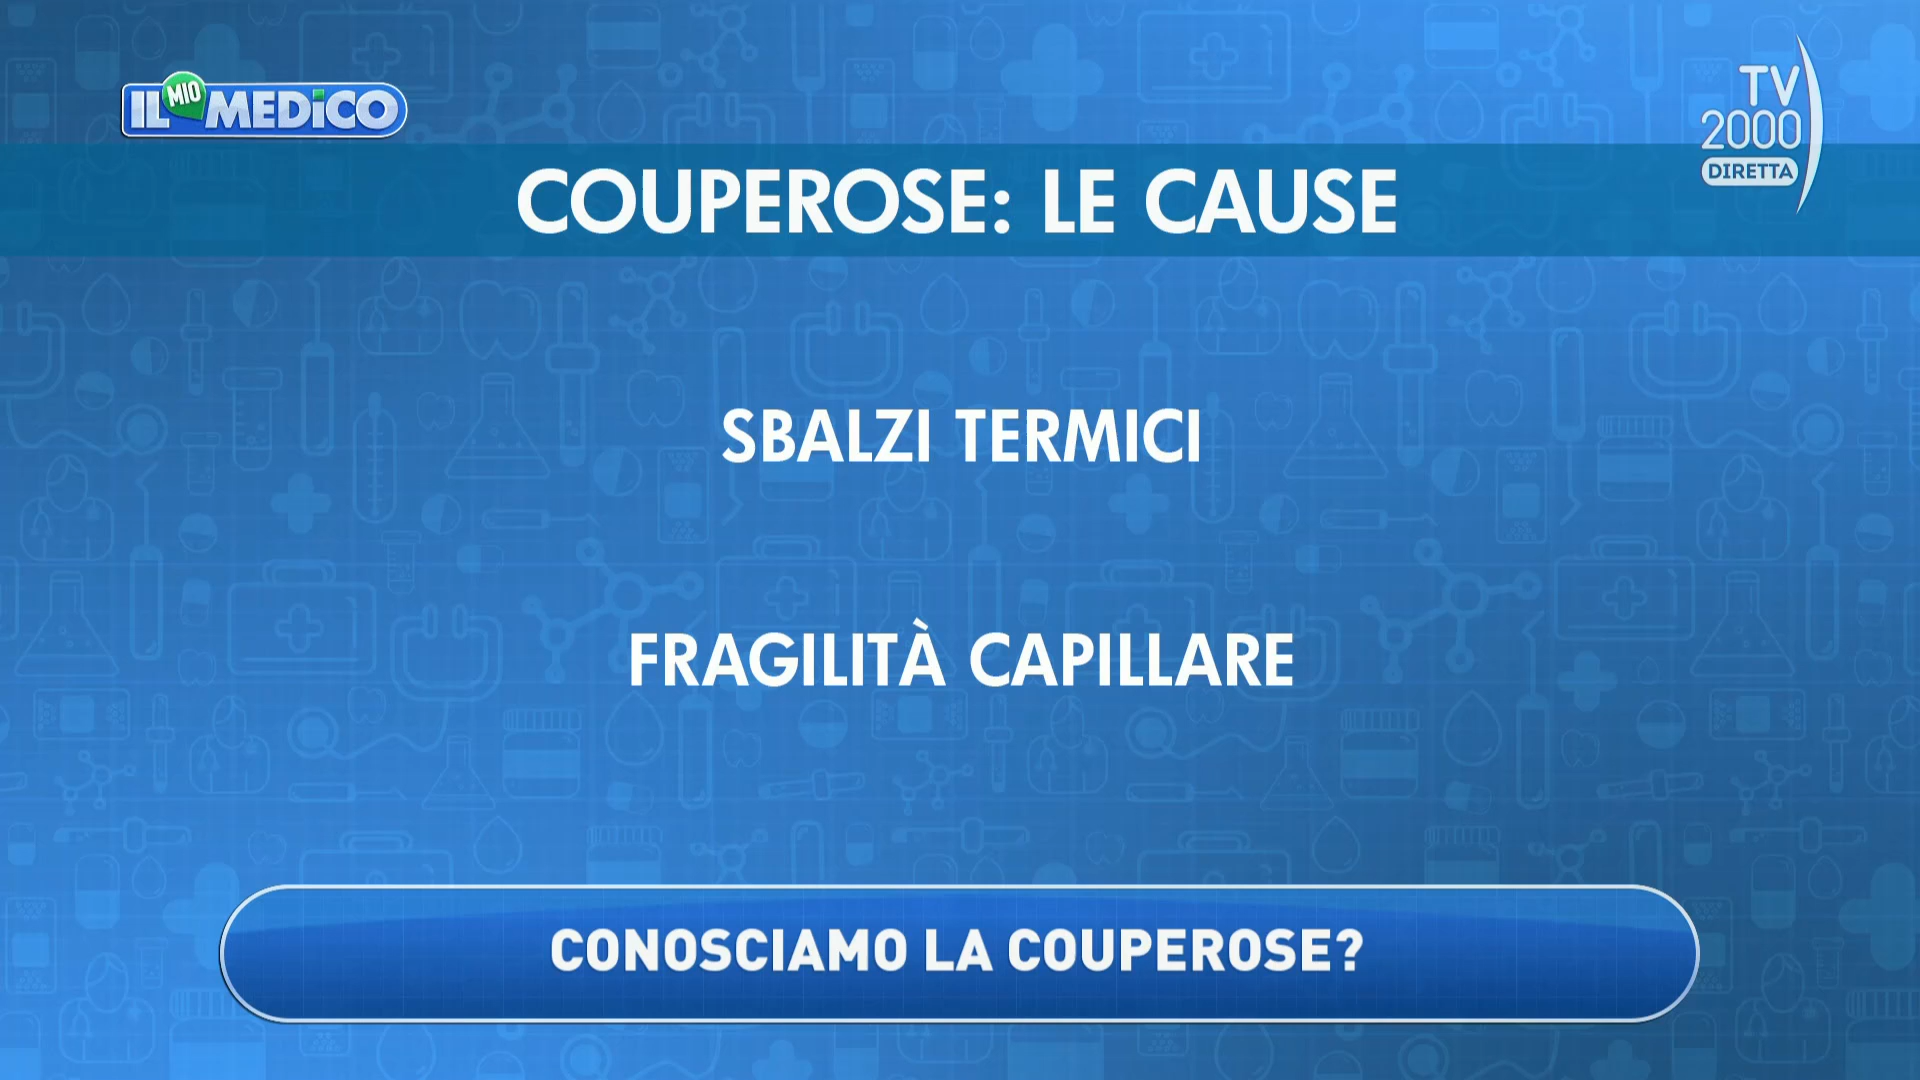 IL MIO MEDICO
TV
2000
DIRETTA
COUPEROSE: LE CAUSE
SBALZI TERMICI
FRAGILITÀ CAPILLARE
CONOSCIAMO LA COUPEROSE?